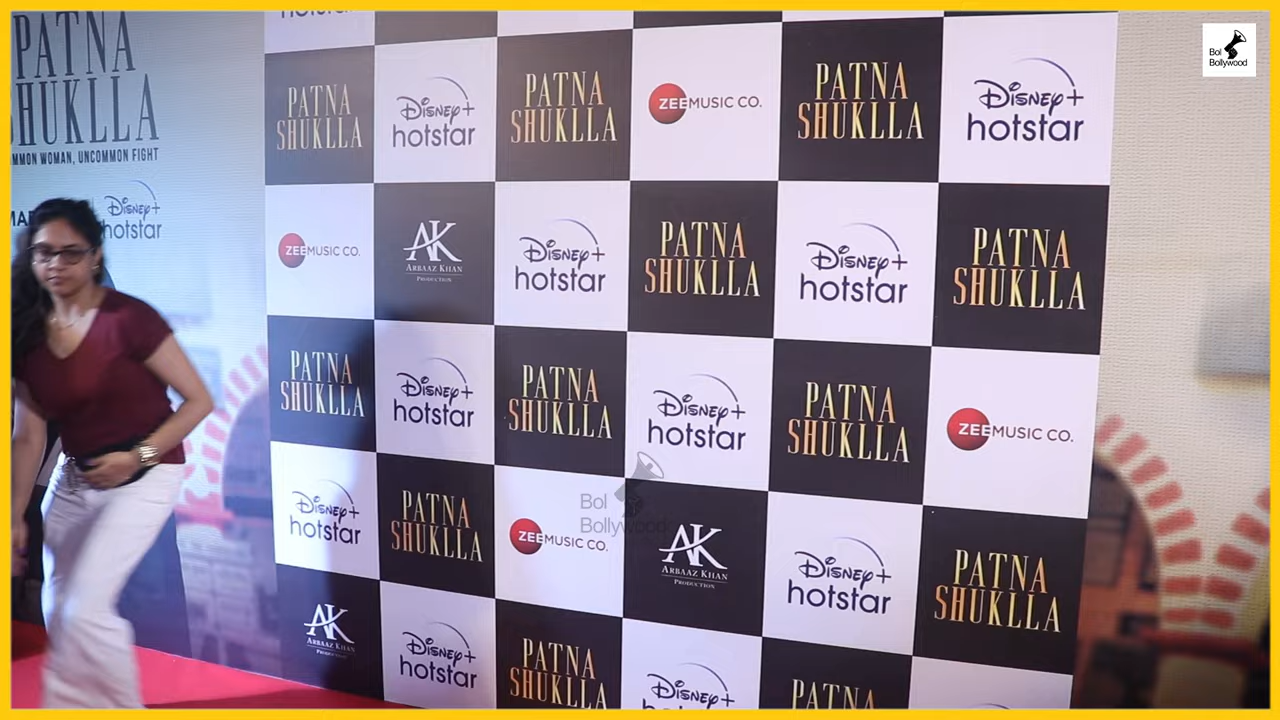 hotstar
PATNA
SHUKLLA
MMON WOMAN, UNCOMMON FIGHT
Disney+
hotstar
Bol
Bollywood
PATNA
SHUKLLA
Disney+
hotstar
PATNA
SHUKLLA
ZEE MUSIC CO.
PATNA
SHUKLLA
Disney+
hotstar
ZEE MUSIC CO.
AK
ARBAAZ KHAN
PRODUCTION
Disney+
hotstar
PATNA
SHUKLLA
Disney+
hotstar
PATNA
SHUKLLA
PATNA
SHUKLLA
Disney+
hotstar
PATNA
SHUKLLA
Disney+
hotstar
PATNA
SHUKLLA
ZEE MUSIC CO.
Disney+
hotstar
PATNA
SHUKLLA
ZEE MUSIC CO.
Bol
Bollywood
AK
ARBAAZ KHAN
PRODUCTION
Disney+
hotstar
PATNA
SHUKLLA
AK
ARBAAZ KHAN
PRODUCTION
Disney+
hotstar
PATNA
SHUKLLA
Disney+
hotstar
PATNA